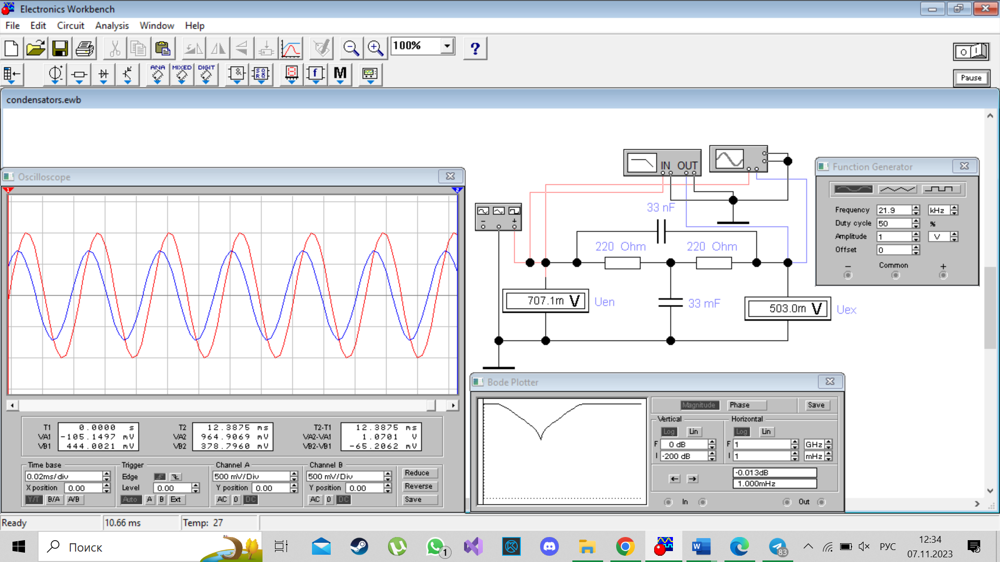 Electronics Workbench
File Edit Circuit Analysis Window Help
100%
?
ANA MIXED DIGIT
f M
Pause
condensators.ewb
Oscilloscope
1
2
T1 0.0000 s
VA1 -105.1497 mV
VB1 444.0021 mV
T2 12.3875 ms
VA2 964.9069 mV
VB2 378.7960 mV
T2-T1 12.3875 ms
VA2-VA1 1.0701 V
VB2-VB1 -65.2062 mV
Time base
0.02ms/div
X position 0.00
Y/T B/A A/B
Trigger
Edge
Level 0.00
Auto A B Ext
Channel A
500 mV/Div
Y position 0.00
AC 0 DC
Channel B
500 mV/Div
Y position 0.00
AC 0 DC
Reduce
Reverse
Save
IN OUT
33 nF
220 Ohm 220 Ohm
707.1m V Uen
33 mF
503.0m V Uex
Function Generator
Frequency 21.9 kHz
Duty cycle 50 %
Amplitude 1 V
Offset 0
− Common +
Bode Plotter
Magnitude Phase Save
Vertical
Log Lin
F 0 dB
I -200 dB
Horizontal
Log Lin
F 1 GHz
I 1 mHz
← →
-0.013dB
1.000mHz
In Out
Ready 10.66 ms Temp: 27
Поиск
1
W
83
РУС
12:34
07.11.2023